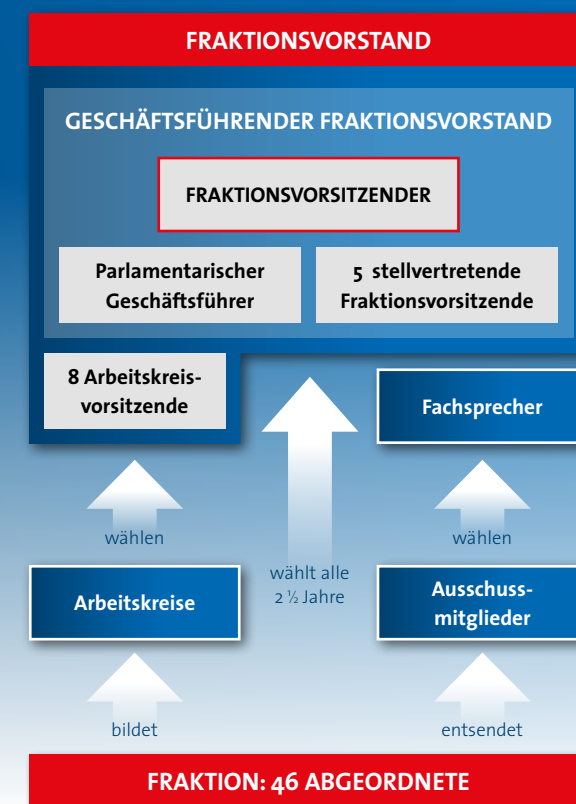 FRAKTIONSVORSTAND
GESCHÄFTSFÜHRENDER FRAKTIONSVORSTAND
FRAKTIONSVORSITZENDER
Parlamentarischer
Geschäftsführer
5 stellvertretende
Fraktionsvorsitzende
8 Arbeitskreis-
vorsitzende
Fachsprecher
wählen
wählen
wählt alle
2 ½ Jahre
Arbeitskreise
Ausschuss-
mitglieder
bildet
entsendet
FRAKTION: 46 ABGEORDNETE